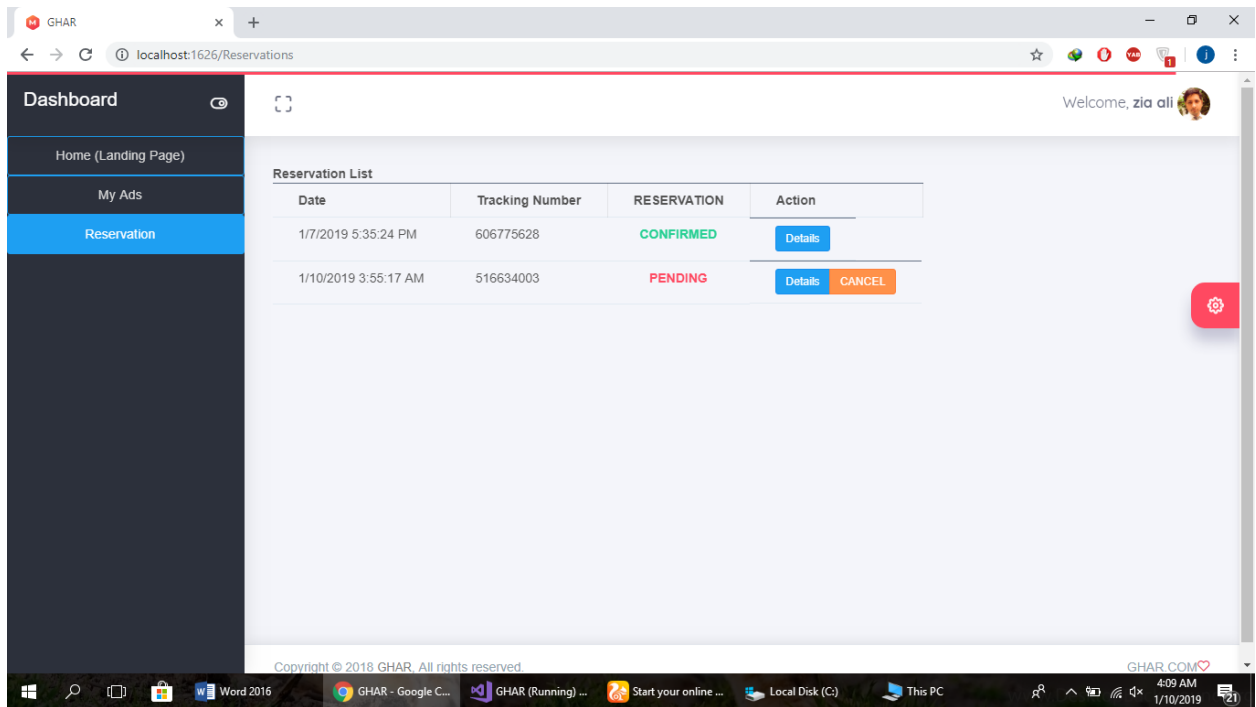 GHAR
localhost:1626/Reservations
YAB
1
j
Dashboard
Welcome, zia ali
Home (Landing Page)
My Ads
Reservation
Reservation List
Date Tracking Number RESERVATION Action
1/7/2019 5:35:24 PM 606775628 CONFIRMED Details
1/10/2019 3:55:17 AM 516634003 PENDING Details CANCEL
Copyright © 2018 GHAR, All rights reserved. GHAR.COM
Word 2016 GHAR - Google C... GHAR (Running) ... Start your online ... Local Disk (C:) This PC
4:09 AM
1/10/2019
21